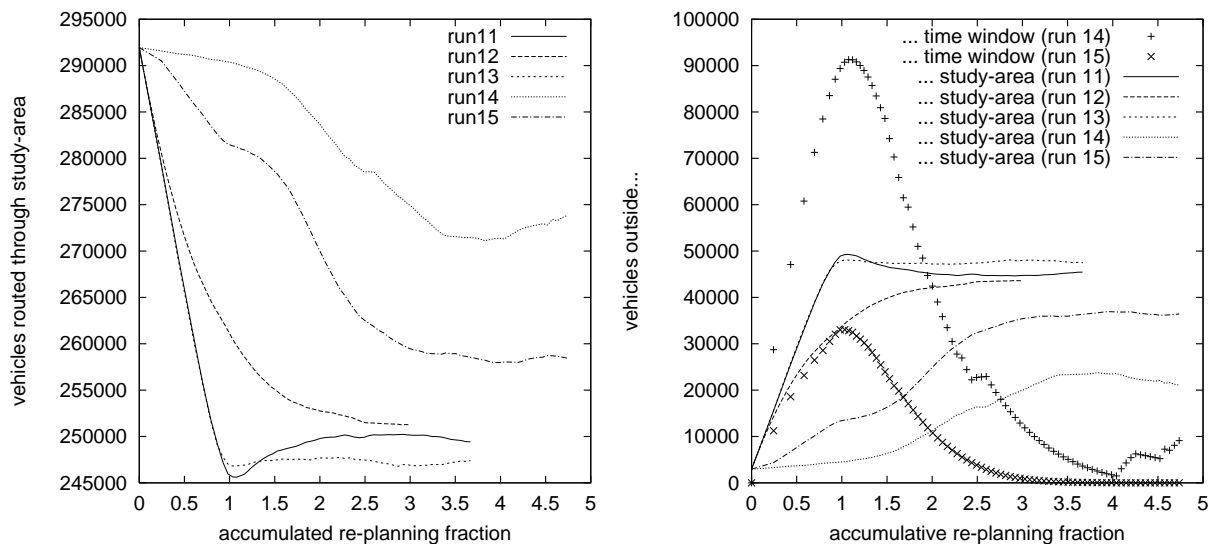 295000
290000
285000
280000
275000
270000
265000
260000
255000
250000
245000
0 0.5 1 1.5 2 2.5 3 3.5 4 4.5 5
vehicles routed through study-area
accumulated re-planning fraction
run11
run12
run13
run14
run15
100000
90000
80000
70000
60000
50000
40000
30000
20000
10000
0
0 0.5 1 1.5 2 2.5 3 3.5 4 4.5 5
vehicles outside...
accumulative re-planning fraction
... time window (run 14)
... time window (run 15)
... study-area (run 11)
... study-area (run 12)
... study-area (run 13)
... study-area (run 14)
... study-area (run 15)